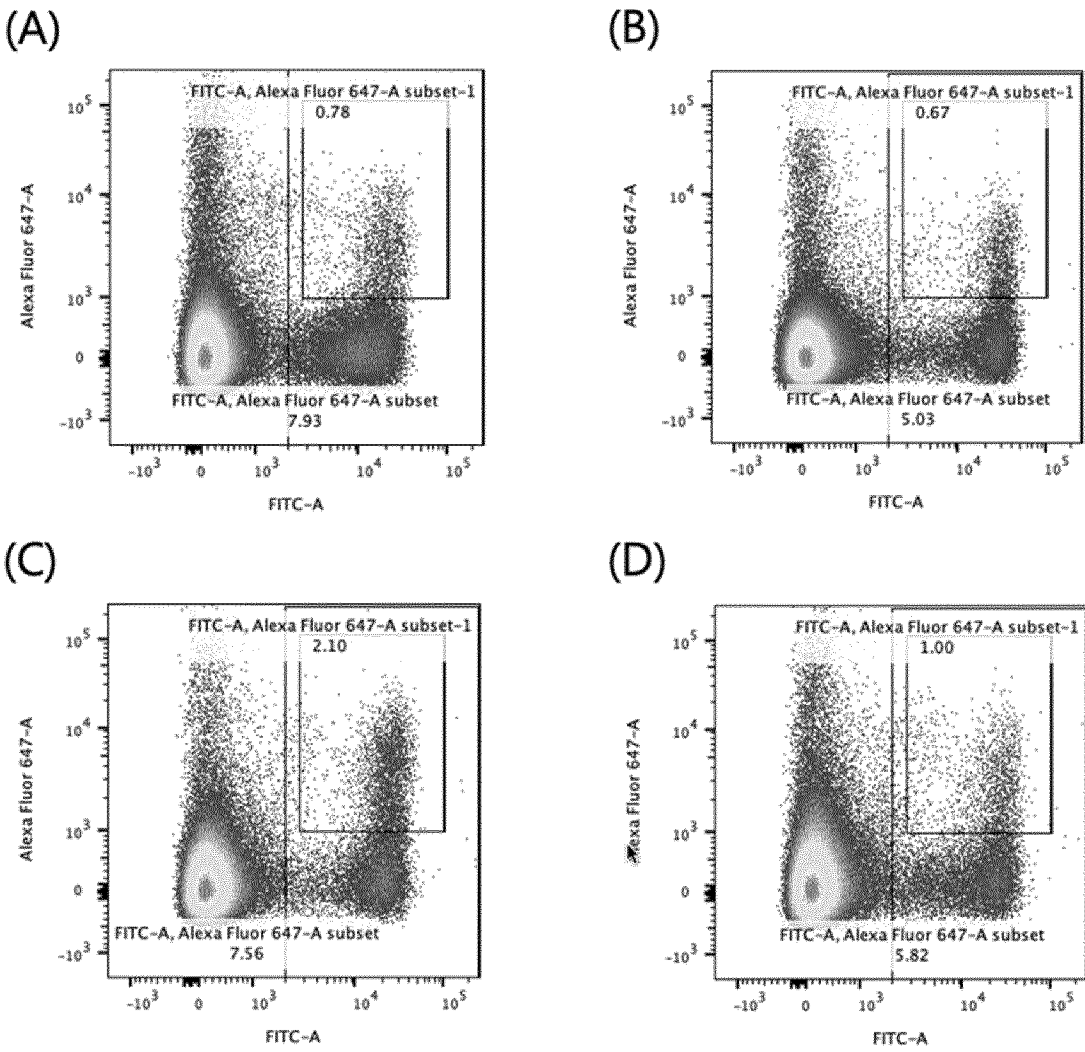 (A)
FITC-A, Alexa Fluor 647-A subset-1
0.78
10⁵
10⁴
10³
0
-10³
Alexa Fluor 647-A
FITC-A, Alexa Fluor 647-A subset
7.93
-10³ 0 10³ 10⁴ 10⁵
FITC-A
(B)
FITC-A, Alexa Fluor 647-A subset-1
0.67
10⁵
10⁴
10³
0
-10³
Alexa Fluor 647-A
FITC-A, Alexa Fluor 647-A subset
5.03
-10³ 0 10³ 10⁴ 10⁵
FITC-A
(C)
FITC-A, Alexa Fluor 647-A subset-1
2.10
10⁵
10⁴
10³
0
-10³
Alexa Fluor 647-A
FITC-A, Alexa Fluor 647-A subset
7.56
-10³ 0 10³ 10⁴ 10⁵
FITC-A
(D)
FITC-A, Alexa Fluor 647-A subset-1
1.00
10⁵
10⁴
10³
0
-10³
lexa Fluor 647-A
FITC-A, Alexa Fluor 647-A subset
5.82
-10³ 0 10³ 10⁴ 10⁵
FITC-A